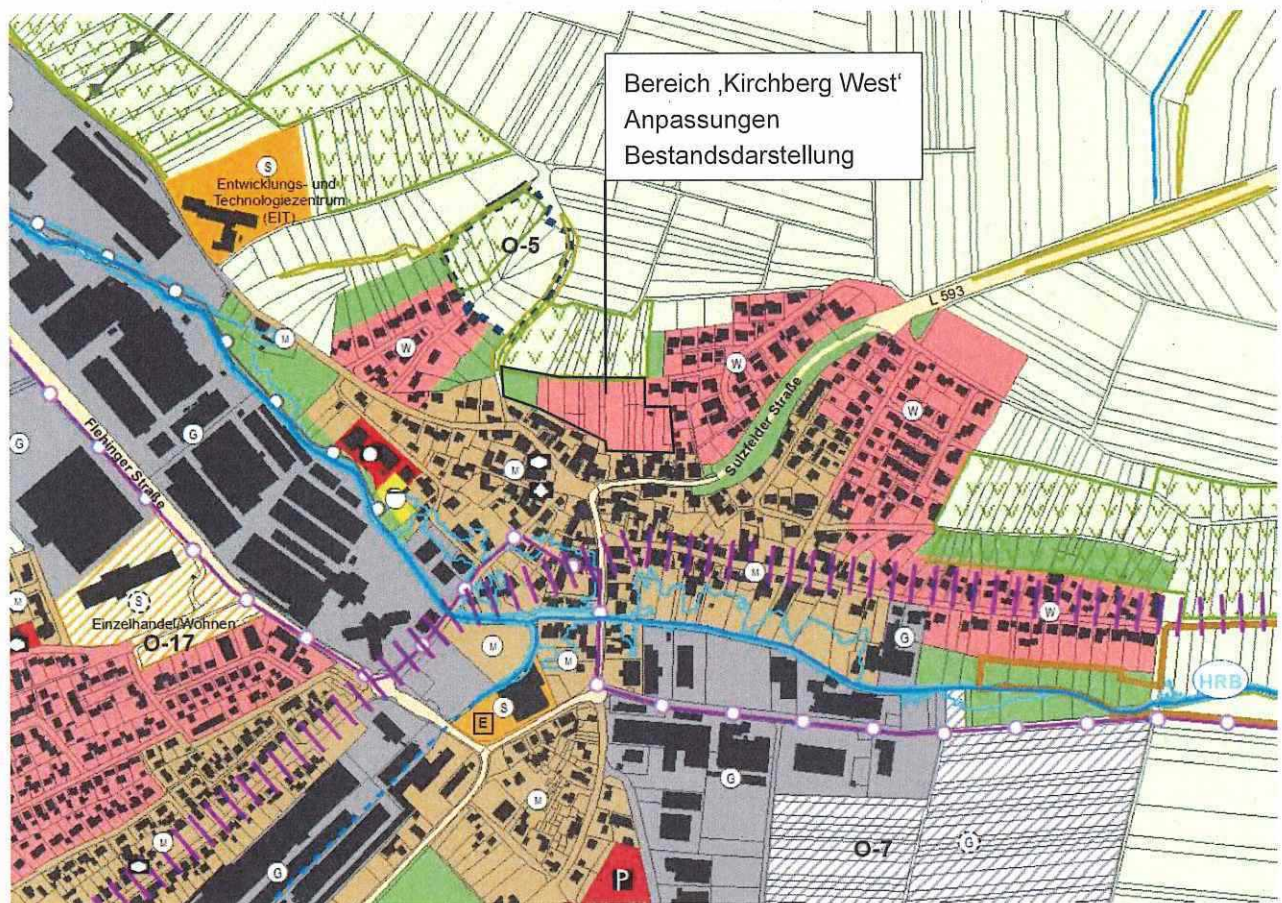 Bereich ‚Kirchberg West‘
Anpassungen
Bestandsdarstellung
S
Entwicklungs- und
Technologiezentrum
(EIT)
O-5
L 593
M
W
W
W
Sulzfelder Straße
G
G
Flehinger Straße
M
M
S
Einzelhandel/Wohnen
O-17
M
M
M
W
G
HRB
S
E
M
G
M
G
O-7
G
P